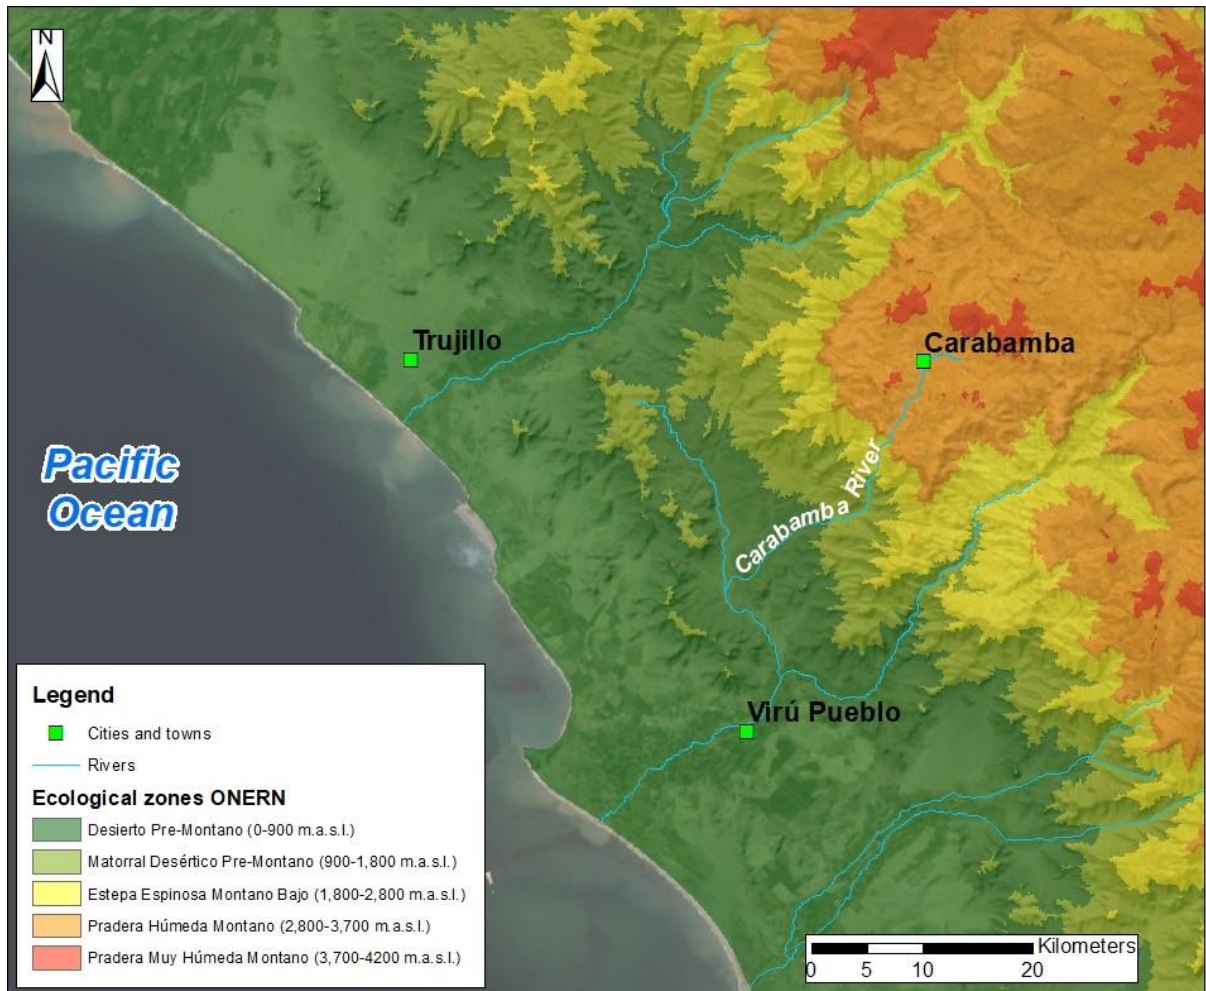 N
Trujillo
Carabamba
Pacific
Ocean
Carabamba River
Virú Pueblo
Legend
Cities and towns
Rivers
Ecological zones ONERN
Desierto Pre-Montano (0-900 m.a.s.l.)
Matorral Desértico Pre-Montano (900-1,800 m.a.s.l.)
Estepa Espinosa Montano Bajo (1,800-2,800 m.a.s.l.)
Pradera Húmeda Montano (2,800-3,700 m.a.s.l.)
Pradera Muy Húmeda Montano (3,700-4200 m.a.s.l.)
Kilometers
0 5 10 20